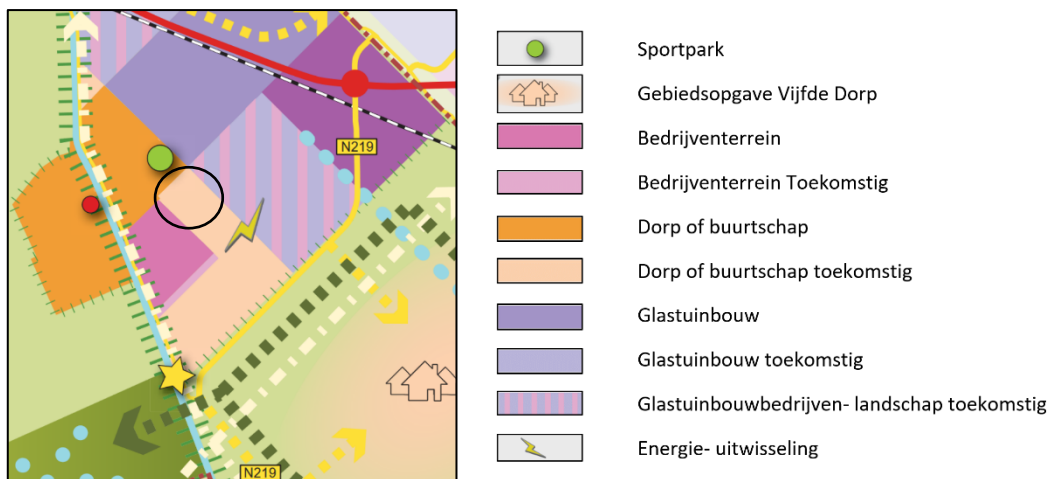 N219
N219
Sportpark
Gebiedsopgave Vijfde Dorp
Bedrijventerrein
Bedrijventerrein Toekomstig
Dorp of buurtschap
Dorp of buurtschap toekomstig
Glastuinbouw
Glastuinbouw toekomstig
Glastuinbouwbedrijven- landschap toekomstig
Energie- uitwisseling